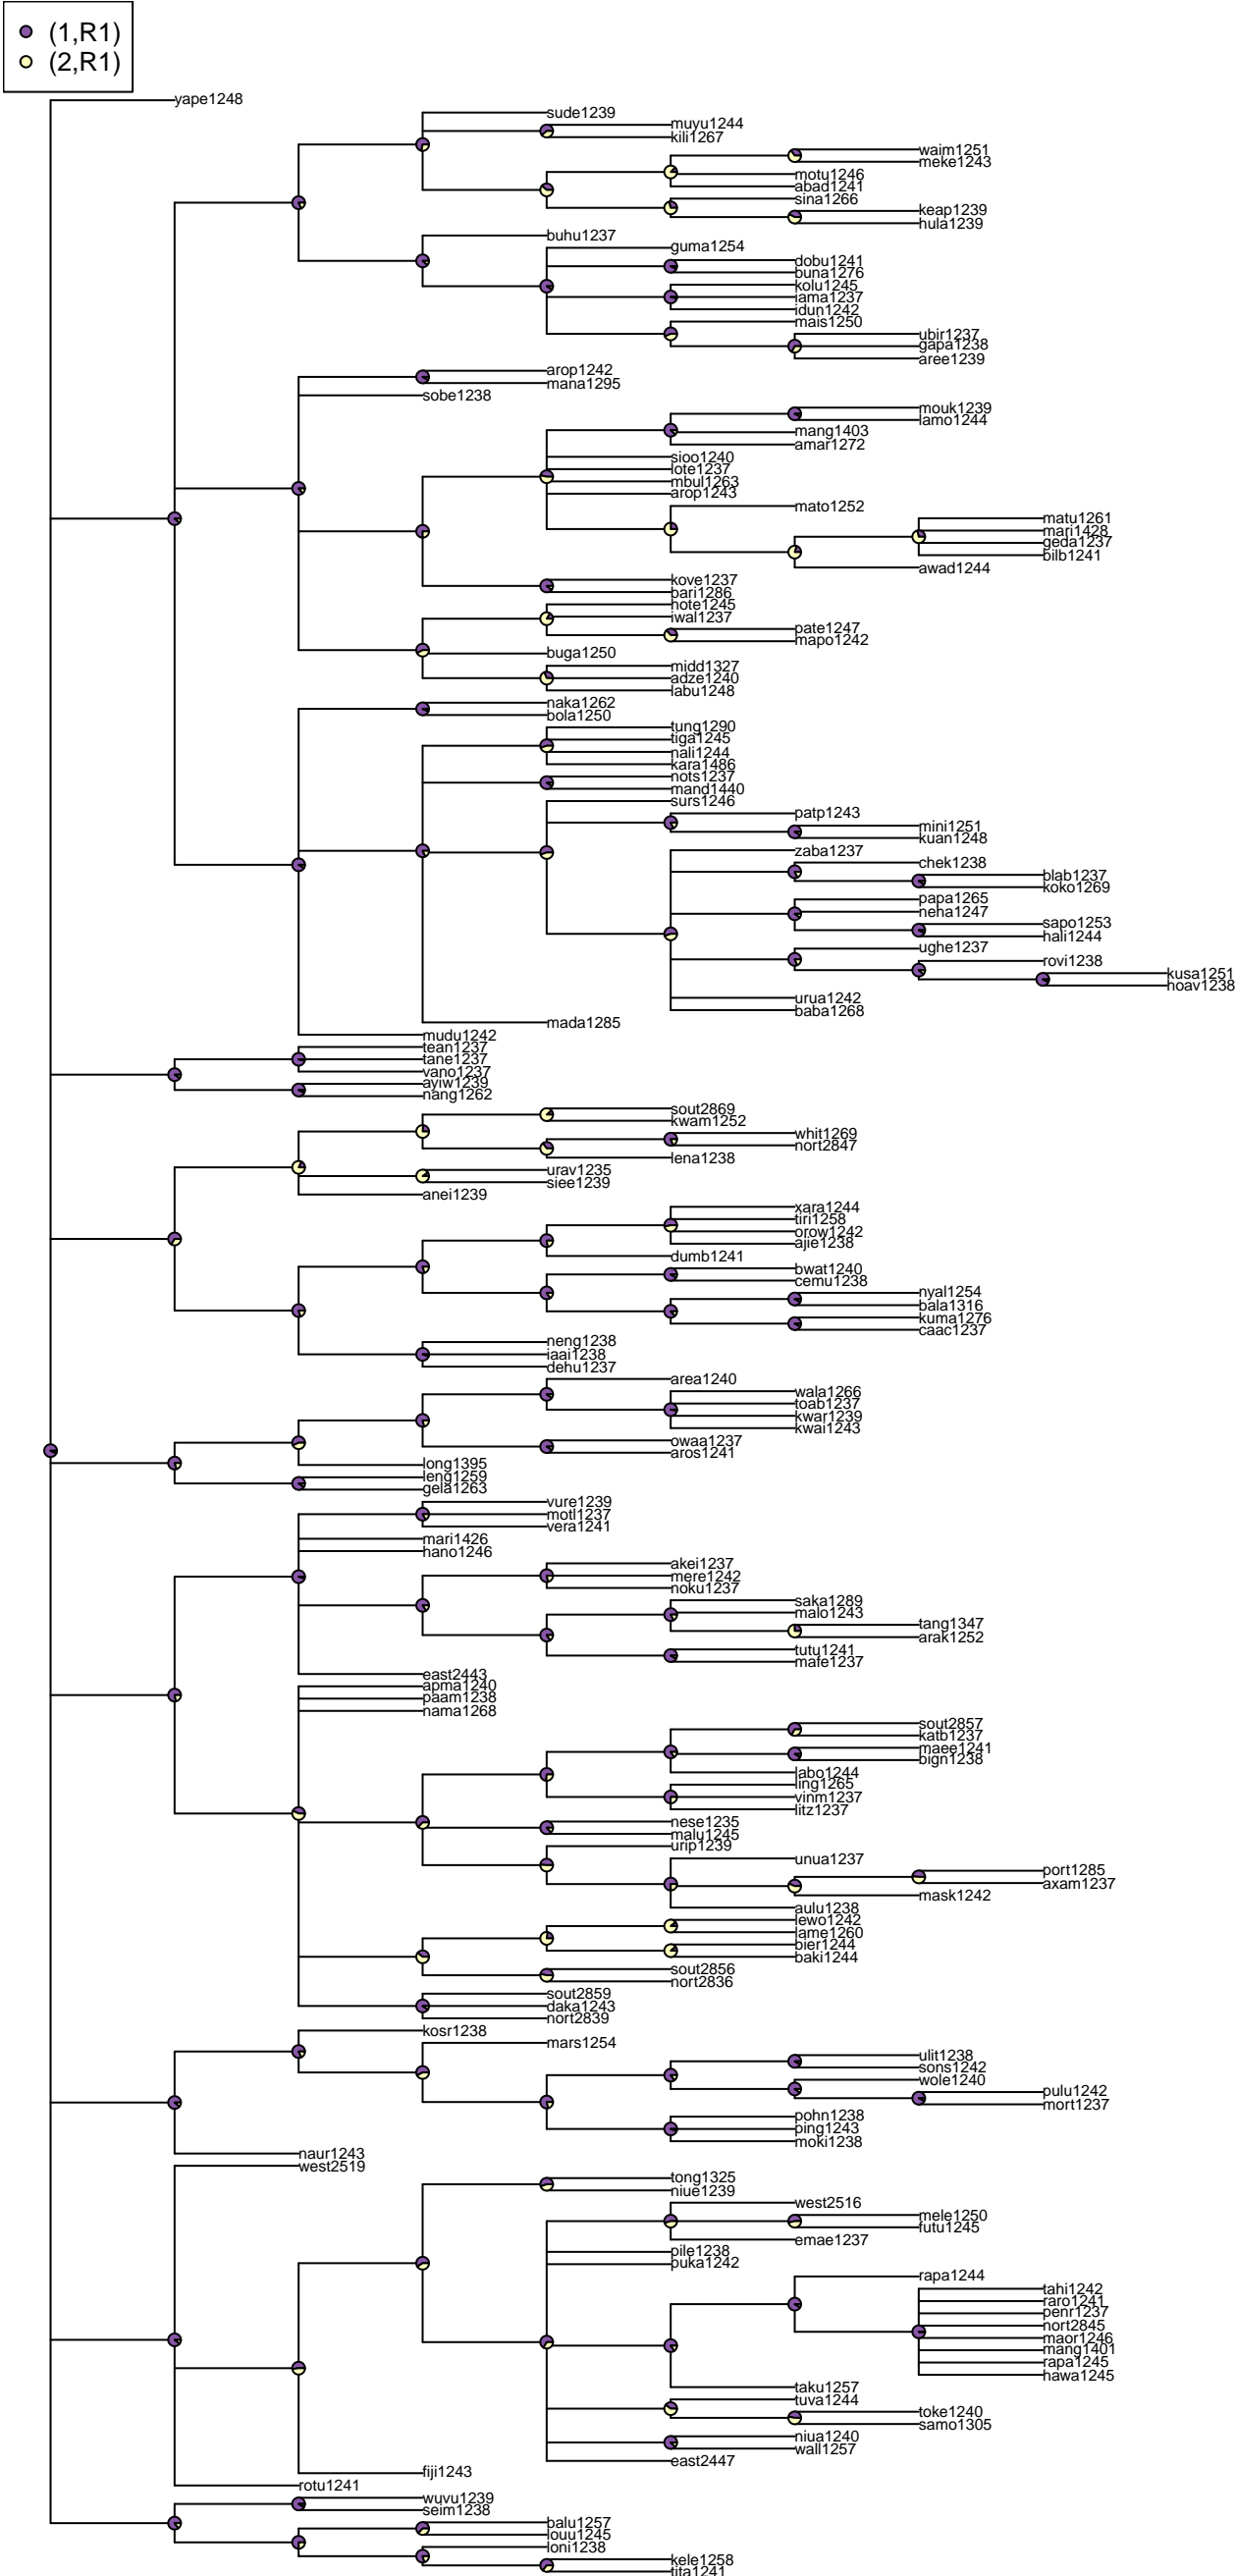 (1,R1)
(2,R1)
yape1248
sude1239
muyu1244
kili1267
waim1251
meke1243
motu1246
abad1241
sina1266
keap1239
hula1239
buhu1237
guma1254
dobu1241
buna1276
kolu1245
iama1237
idun1242
mais1250
ubir1237
gapa1238
aree1239
arop1242
mana1295
sobe1238
mouk1239
lamo1244
mang1403
amar1272
sioo1240
lote1237
mbul1263
arop1243
mato1252
matu1261
mari1428
geda1237
bilb1241
awad1244
kove1237
bari1286
hote1245
iwal1237
pate1247
mapo1242
buga1250
midd1327
adze1240
labu1248
naka1262
bola1250
tung1290
tiga1245
nali1244
kara1486
nots1237
mand1440
surs1246
patp1243
mini1251
kuan1248
zaba1237
chek1238
blab1237
koko1269
papa1265
neha1247
sapo1253
hali1244
ughe1237
rovi1238
kusa1251
hoav1238
urua1242
baba1268
mada1285
mudu1242
tean1237
tane1237
vano1237
ayiw1239
nang1262
sout2869
kwam1252
whit1269
nort2847
lena1238
urav1235
siee1239
anei1239
xara1244
tiri1258
orow1242
ajie1238
dumb1241
bwat1240
cemu1238
nyal1254
bala1316
kuma1276
caac1237
neng1238
iaai1238
dehu1237
area1240
wala1266
toab1237
kwar1239
kwai1243
owaa1237
aros1241
long1395
leng1259
gela1263
vure1239
motl1237
vera1241
mari1426
hano1246
akei1237
mere1242
noku1237
saka1289
malo1243
tang1347
arak1252
tutu1241
mafe1237
east2443
apma1240
paam1238
nama1268
sout2857
katb1237
maee1241
bign1238
labo1244
ling1265
vinm1237
litz1237
nese1235
malu1245
urip1239
unua1237
port1285
axam1237
mask1242
aulu1238
lewo1242
lame1260
bier1244
baki1244
sout2856
nort2836
sout2859
daka1243
nort2839
kosr1238
mars1254
ulit1238
sons1242
wole1240
pulu1242
mort1237
pohn1238
ping1243
moki1238
naur1243
west2519
tong1325
niue1239
west2516
mele1250
futu1245
emae1237
pile1238
puka1242
rapa1244
tahi1242
raro1241
penr1237
nort2845
maor1246
mang1401
rapa1245
hawa1245
taku1257
tuva1244
toke1240
samo1305
niua1240
wall1257
east2447
fiji1243
rotu1241
wuvu1239
seim1238
balu1257
louu1245
loni1238
kele1258
tita1241